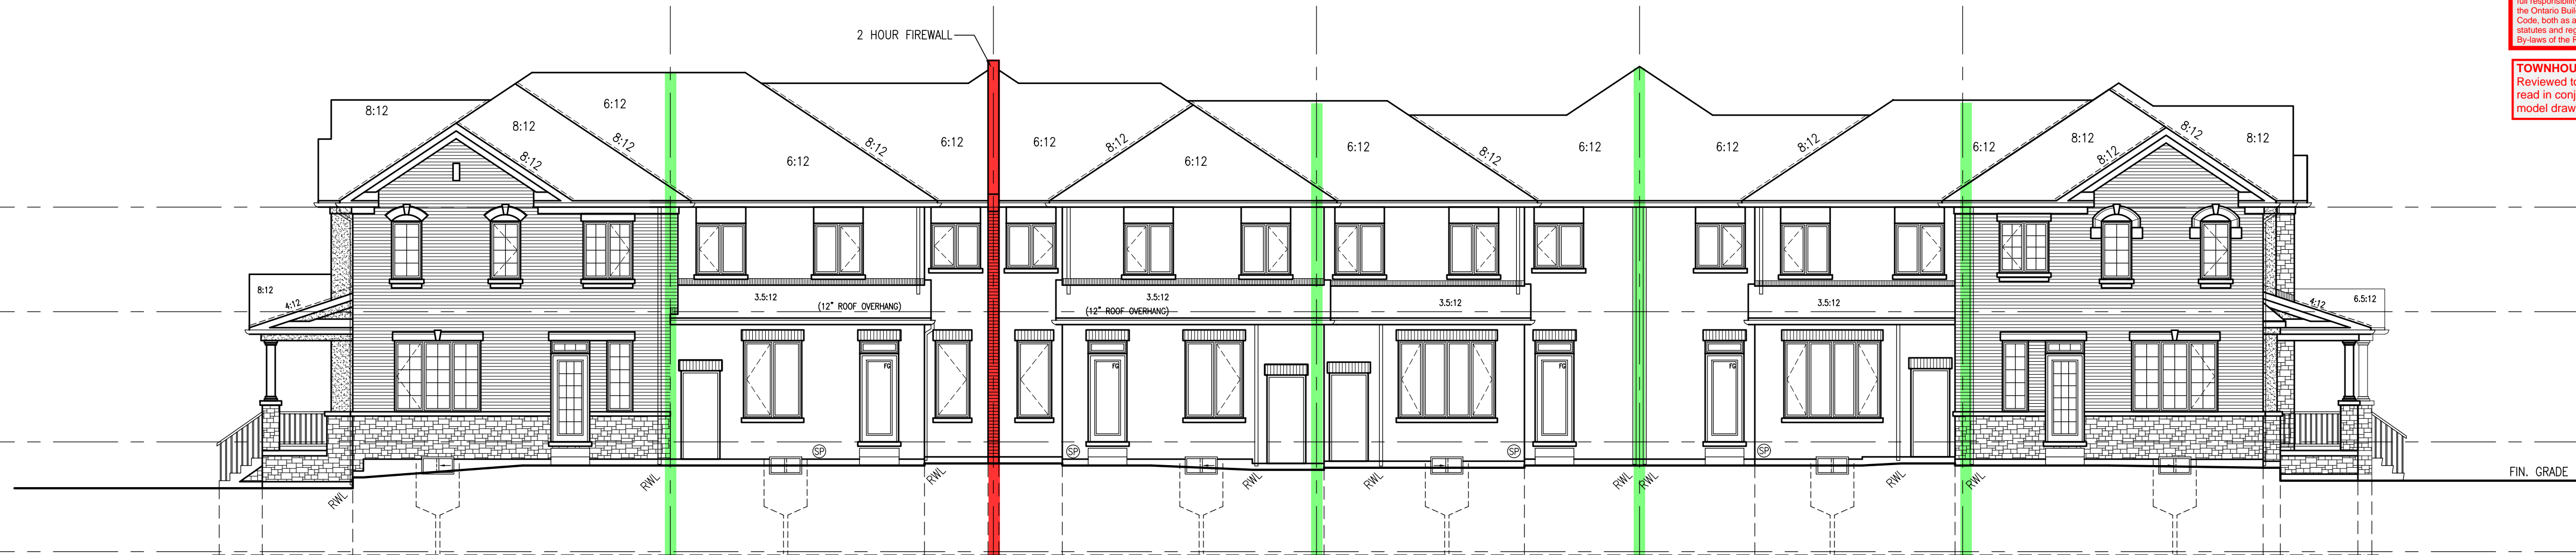 full responsibility
the Ontario Buil
Code, both as a
statutes and reg
By-laws of the P
TOWNHOU
Reviewed to
read in conj
model draw
2 HOUR FIREWALL
8:12
8:12
6:12
8:12
8:12
6:12
8:12
6:12
6:12
8:12
6:12
6:12
8:12
6:12
6:12
8:12
6:12
8:12
8:12
8:12
8:12
8:12
4:12
3.5:12
(12" ROOF OVERHANG)
3.5:12
(12" ROOF OVERHANG)
3.5:12
3.5:12
4:12
6.5:12
FG
FG
FG
FG
SP
SP
SP
SP
RWL
RWL
RWL
RWL
RWL
RWL
RWL
RWL
RWL
FIN. GRADE